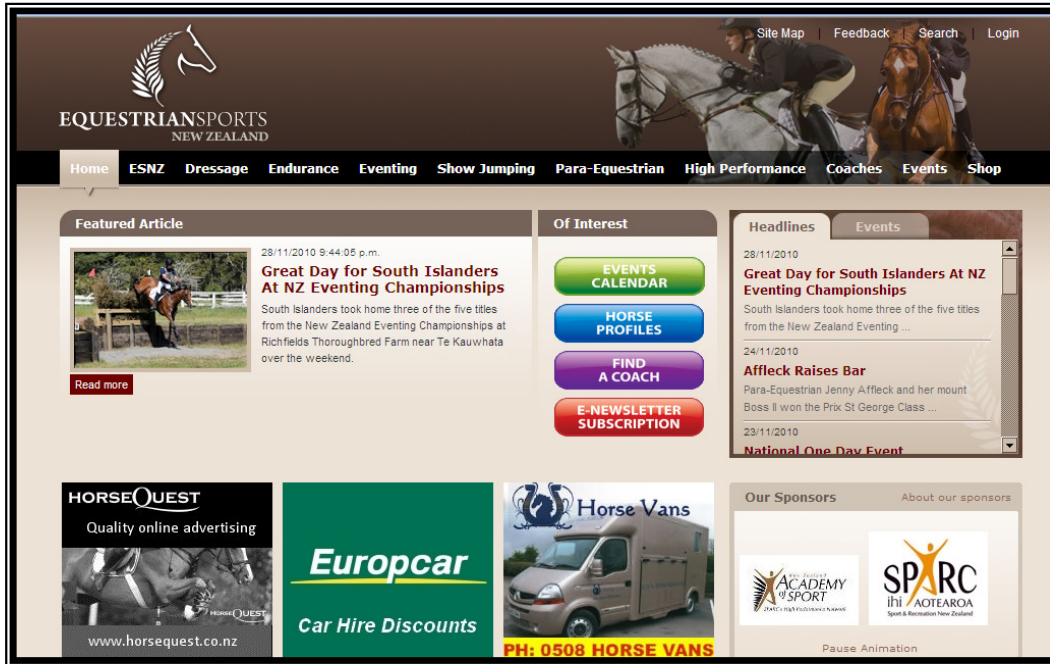 Site Map | Feedback | Search | Login
EQUESTRIANSPORTS
NEW ZEALAND
Home ESNZ Dressage Endurance Eventing Show Jumping Para-Equestrian High Performance Coaches Events Shop
Featured Article
28/11/2010 9:44:05 p.m.
Great Day for South Islanders
At NZ Eventing Championships
South Islanders took home three of the five titles
from the New Zealand Eventing Championships at
Richfields Thoroughbred Farm near Te Kauwhata
over the weekend.
Read more
Of Interest
EVENTS
CALENDAR
HORSE
PROFILES
FIND
A COACH
E-NEWSLETTER
SUBSCRIPTION
Headlines Events
28/11/2010
Great Day for South Islanders At NZ
Eventing Championships
South Islanders took home three of the five titles
from the New Zealand Eventing ...
24/11/2010
Affleck Raises Bar
Para-Equestrian Jenny Affleck and her mount
Boss II won the Prix St George Class ...
23/11/2010
National One Day Event
HORSEQUEST
Quality online advertising
HORSEQUEST
www.horsequest.co.nz
Europcar
Car Hire Discounts
Horse Vans
PH: 0508 HORSE VANS
Our Sponsors About our sponsors
New Zealand
ACADEMY
of SPORT
SPARC's High Performance Network
SPARC
ihi AOTEAROA
Sport & Recreation New Zealand
Pause Animation